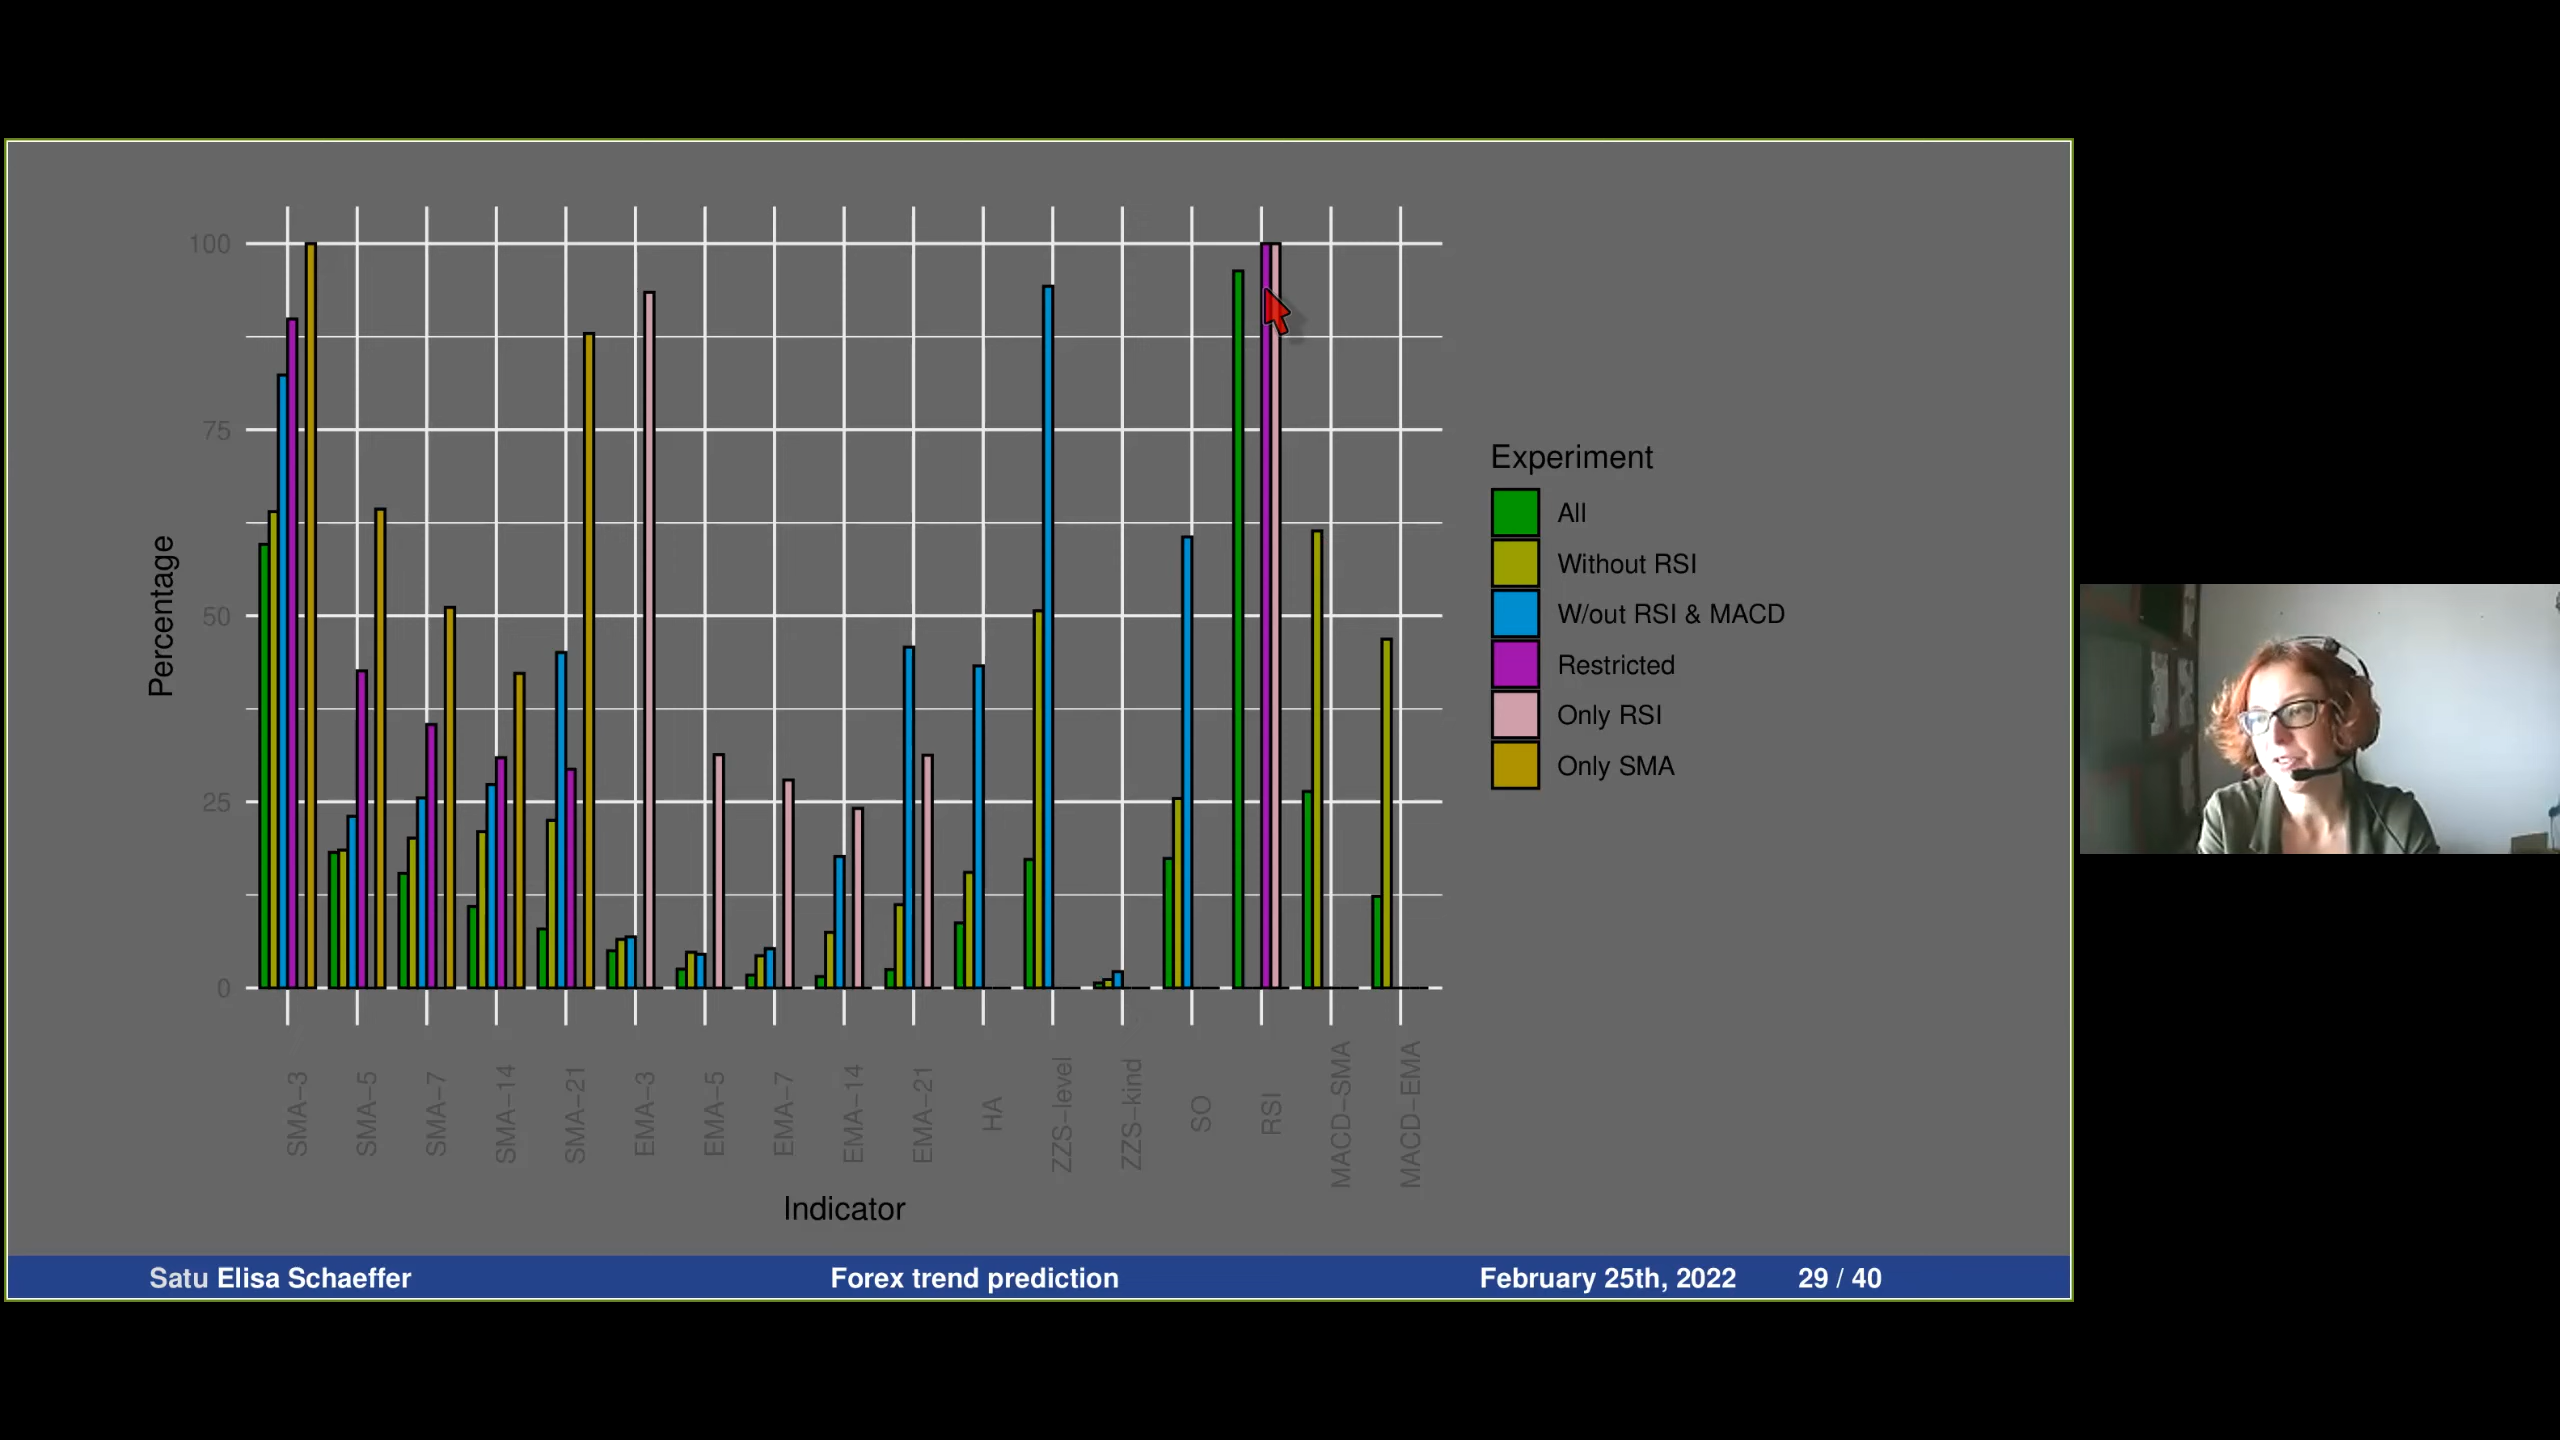 100
75
50
25
0
Percentage
SMA−3
SMA−5
SMA−7
SMA−14
SMA−21
EMA−3
EMA−5
EMA−7
EMA−14
EMA−21
HA
ZZS−level
ZZS−kind
SO
RSI
MACD−SMA
MACD−EMA
Indicator
Experiment
All
Without RSI
W/out RSI & MACD
Restricted
Only RSI
Only SMA
Satu Elisa Schaeffer
Forex trend prediction
February 25th, 2022
29 / 40